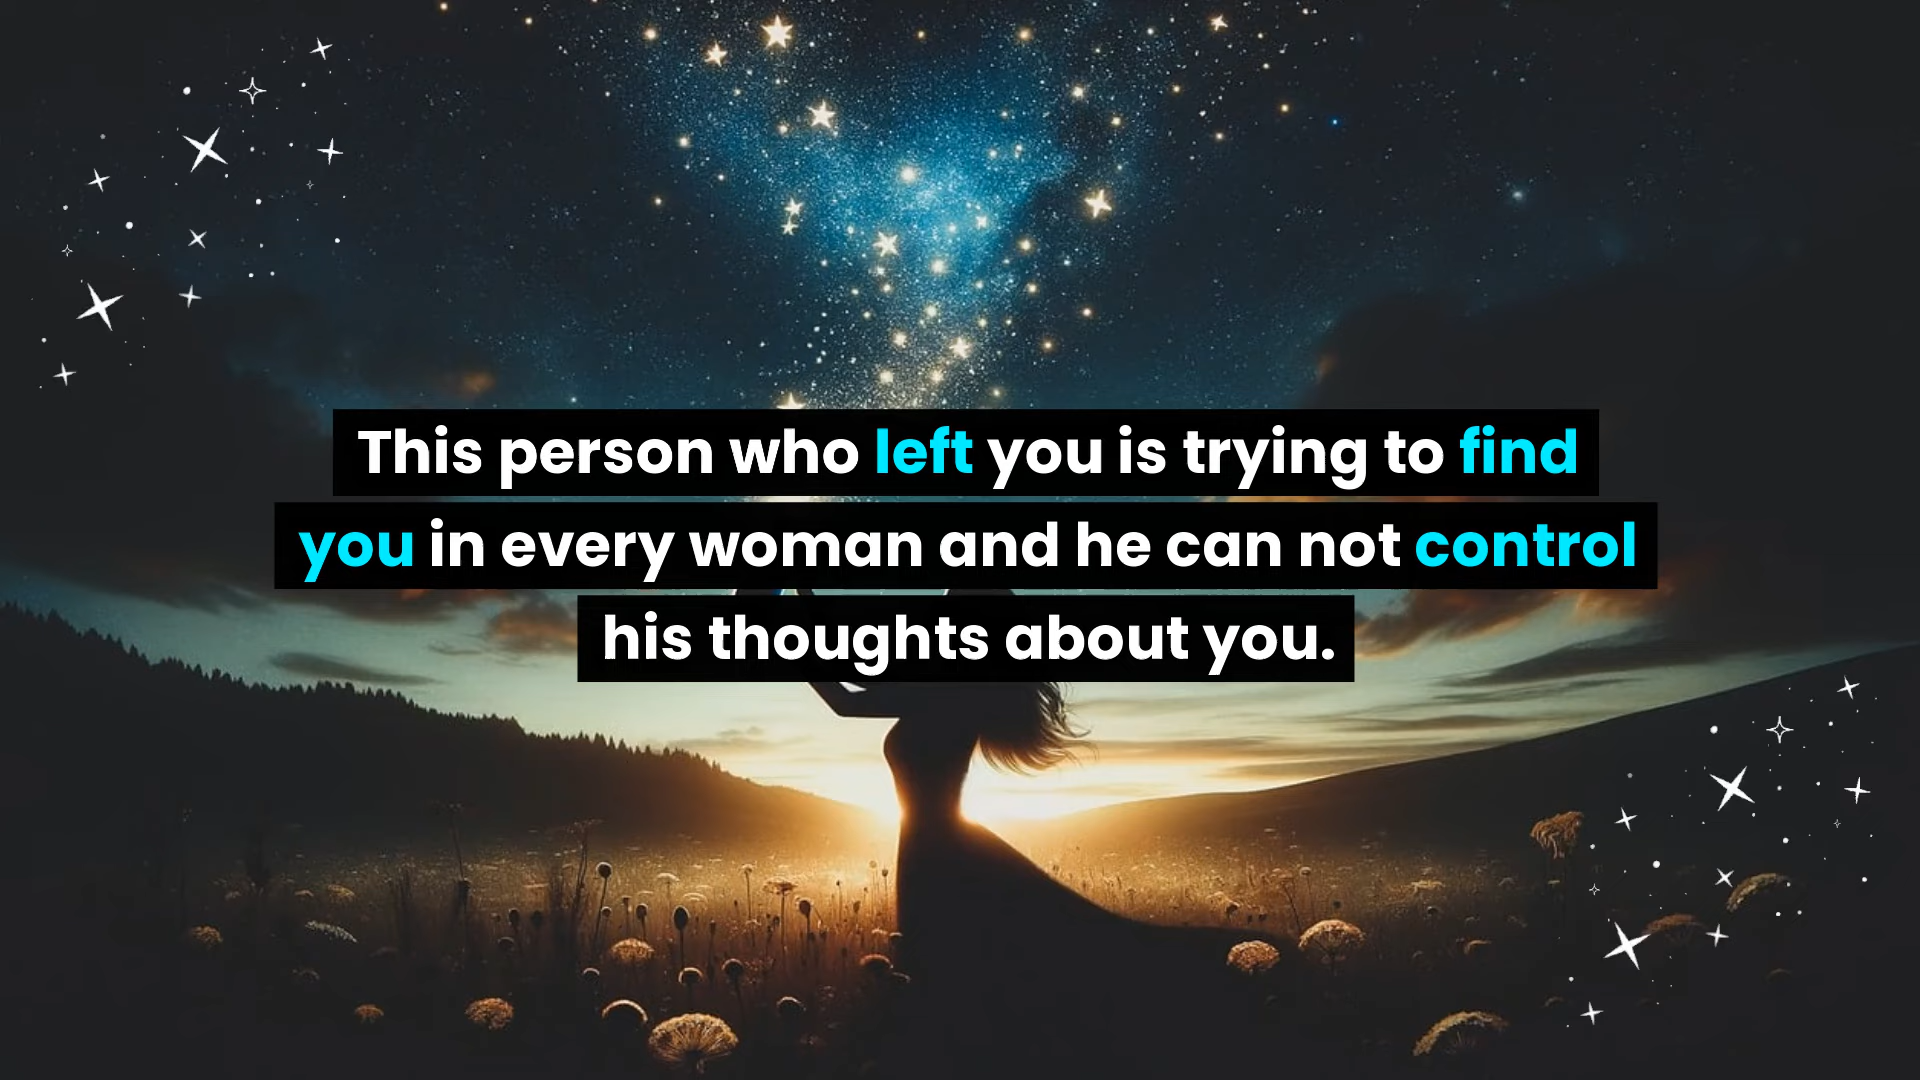 This person who left you is trying to find
you in every woman and he can not control
his thoughts about you.